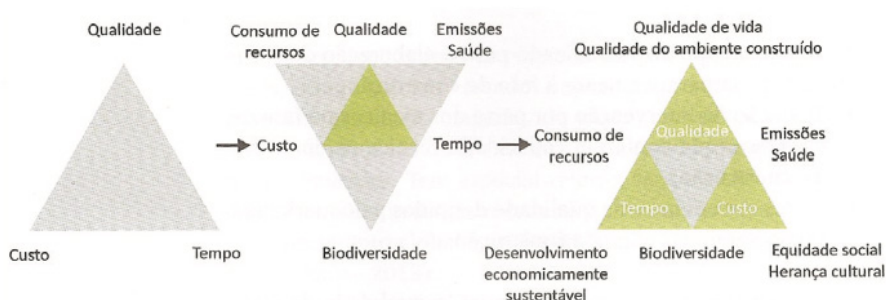 Qualidade
Custo
Tempo
Consumo de
recursos
Qualidade
Emissões
Saúde
Custo
Tempo
Biodiversidade
Qualidade de vida
Qualidade do ambiente construído
Consumo de
recursos
Qualidade
Emissões
Saúde
Tempo
Custo
Desenvolvimento
economicamente
sustentável
Biodiversidade
Equidade social
Herança cultural